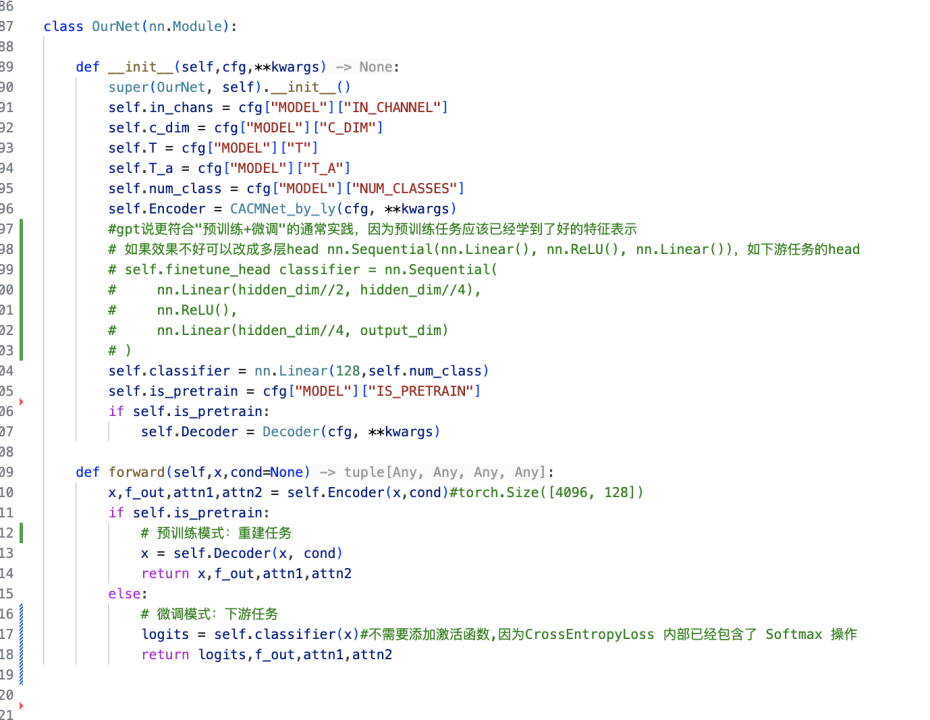 86
87 class OurNet(nn.Module):
88
89 def __init__(self,cfg,**kwargs) -> None:
90 super(OurNet, self).__init__()
91 self.in_chans = cfg["MODEL"]["IN_CHANNEL"]
92 self.c_dim = cfg["MODEL"]["C_DIM"]
93 self.T = cfg["MODEL"]["T"]
94 self.T_a = cfg["MODEL"]["T_A"]
95 self.num_class = cfg["MODEL"]["NUM_CLASSES"]
96 self.Encoder = CACMNet_by_ly(cfg, **kwargs)
97 #gpt说更符合"预训练+微调"的通常实践，因为预训练任务应该已经学到了好的特征表示
98 # 如果效果不好可以改成多层head nn.Sequential(nn.Linear(), nn.ReLU(), nn.Linear())，如下游任务的head
99 # self.finetune_head classifier = nn.Sequential(
00 #     nn.Linear(hidden_dim//2, hidden_dim//4),
01 #     nn.ReLU(),
02 #     nn.Linear(hidden_dim//4, output_dim)
03 # )
04 self.classifier = nn.Linear(128,self.num_class)
05 self.is_pretrain = cfg["MODEL"]["IS_PRETRAIN"]
06 if self.is_pretrain:
07 self.Decoder = Decoder(cfg, **kwargs)
08
09 def forward(self,x,cond=None) -> tuple[Any, Any, Any, Any]:
10 x,f_out,attn1,attn2 = self.Encoder(x,cond)#torch.Size([4096, 128])
11 if self.is_pretrain:
12 # 预训练模式：重建任务
13 x = self.Decoder(x, cond)
14 return x,f_out,attn1,attn2
15 else:
16 # 微调模式：下游任务
17 logits = self.classifier(x)#不需要添加激活函数,因为CrossEntropyLoss 内部已经包含了 Softmax 操作
18 return logits,f_out,attn1,attn2
19
20
21